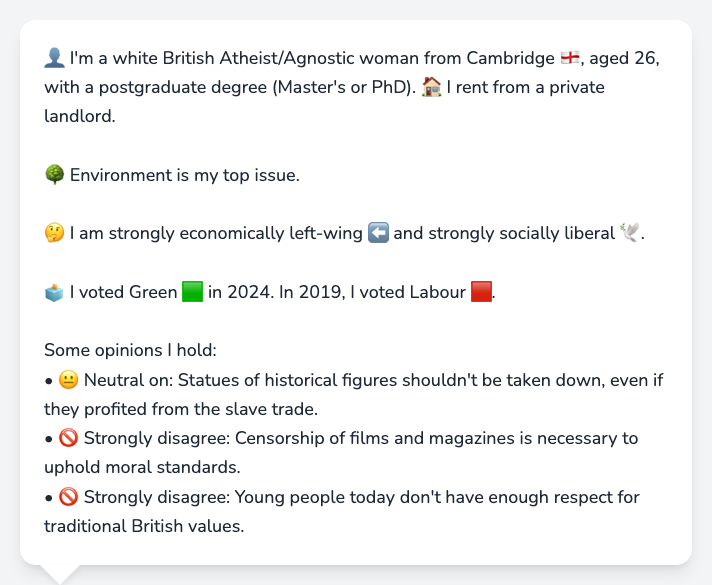 👤 I'm a white British Atheist/Agnostic woman from Cambridge 🏴󠁧󠁢󠁥󠁮󠁧󠁿, aged 26,
with a postgraduate degree (Master's or PhD). 🏠 I rent from a private
landlord.
🌳 Environment is my top issue.
🤔 I am strongly economically left-wing ⬅️ and strongly socially liberal 🕊️.
🗳️ I voted Green 🟩 in 2024. In 2019, I voted Labour 🟥.
Some opinions I hold:
• 😐 Neutral on: Statues of historical figures shouldn't be taken down, even if
they profited from the slave trade.
• 🚫 Strongly disagree: Censorship of films and magazines is necessary to
uphold moral standards.
• 🚫 Strongly disagree: Young people today don't have enough respect for
traditional British values.